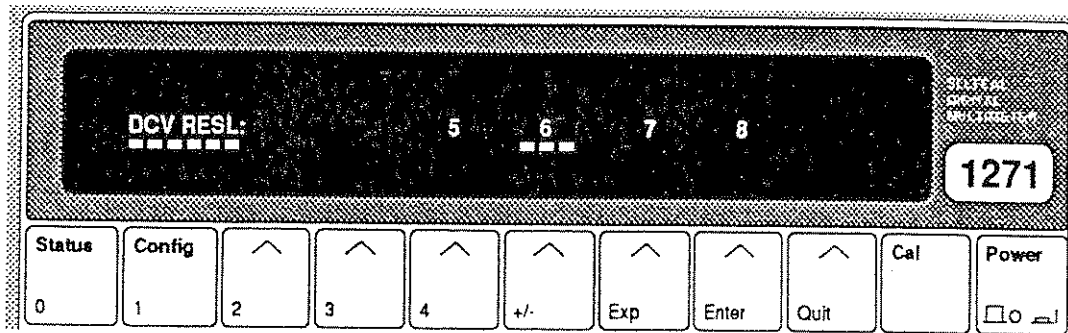 DCV RESL: 5 6 7 8
1271
Status Config Cal Power
0 1 2 3 4 +/- Exp Enter Quit